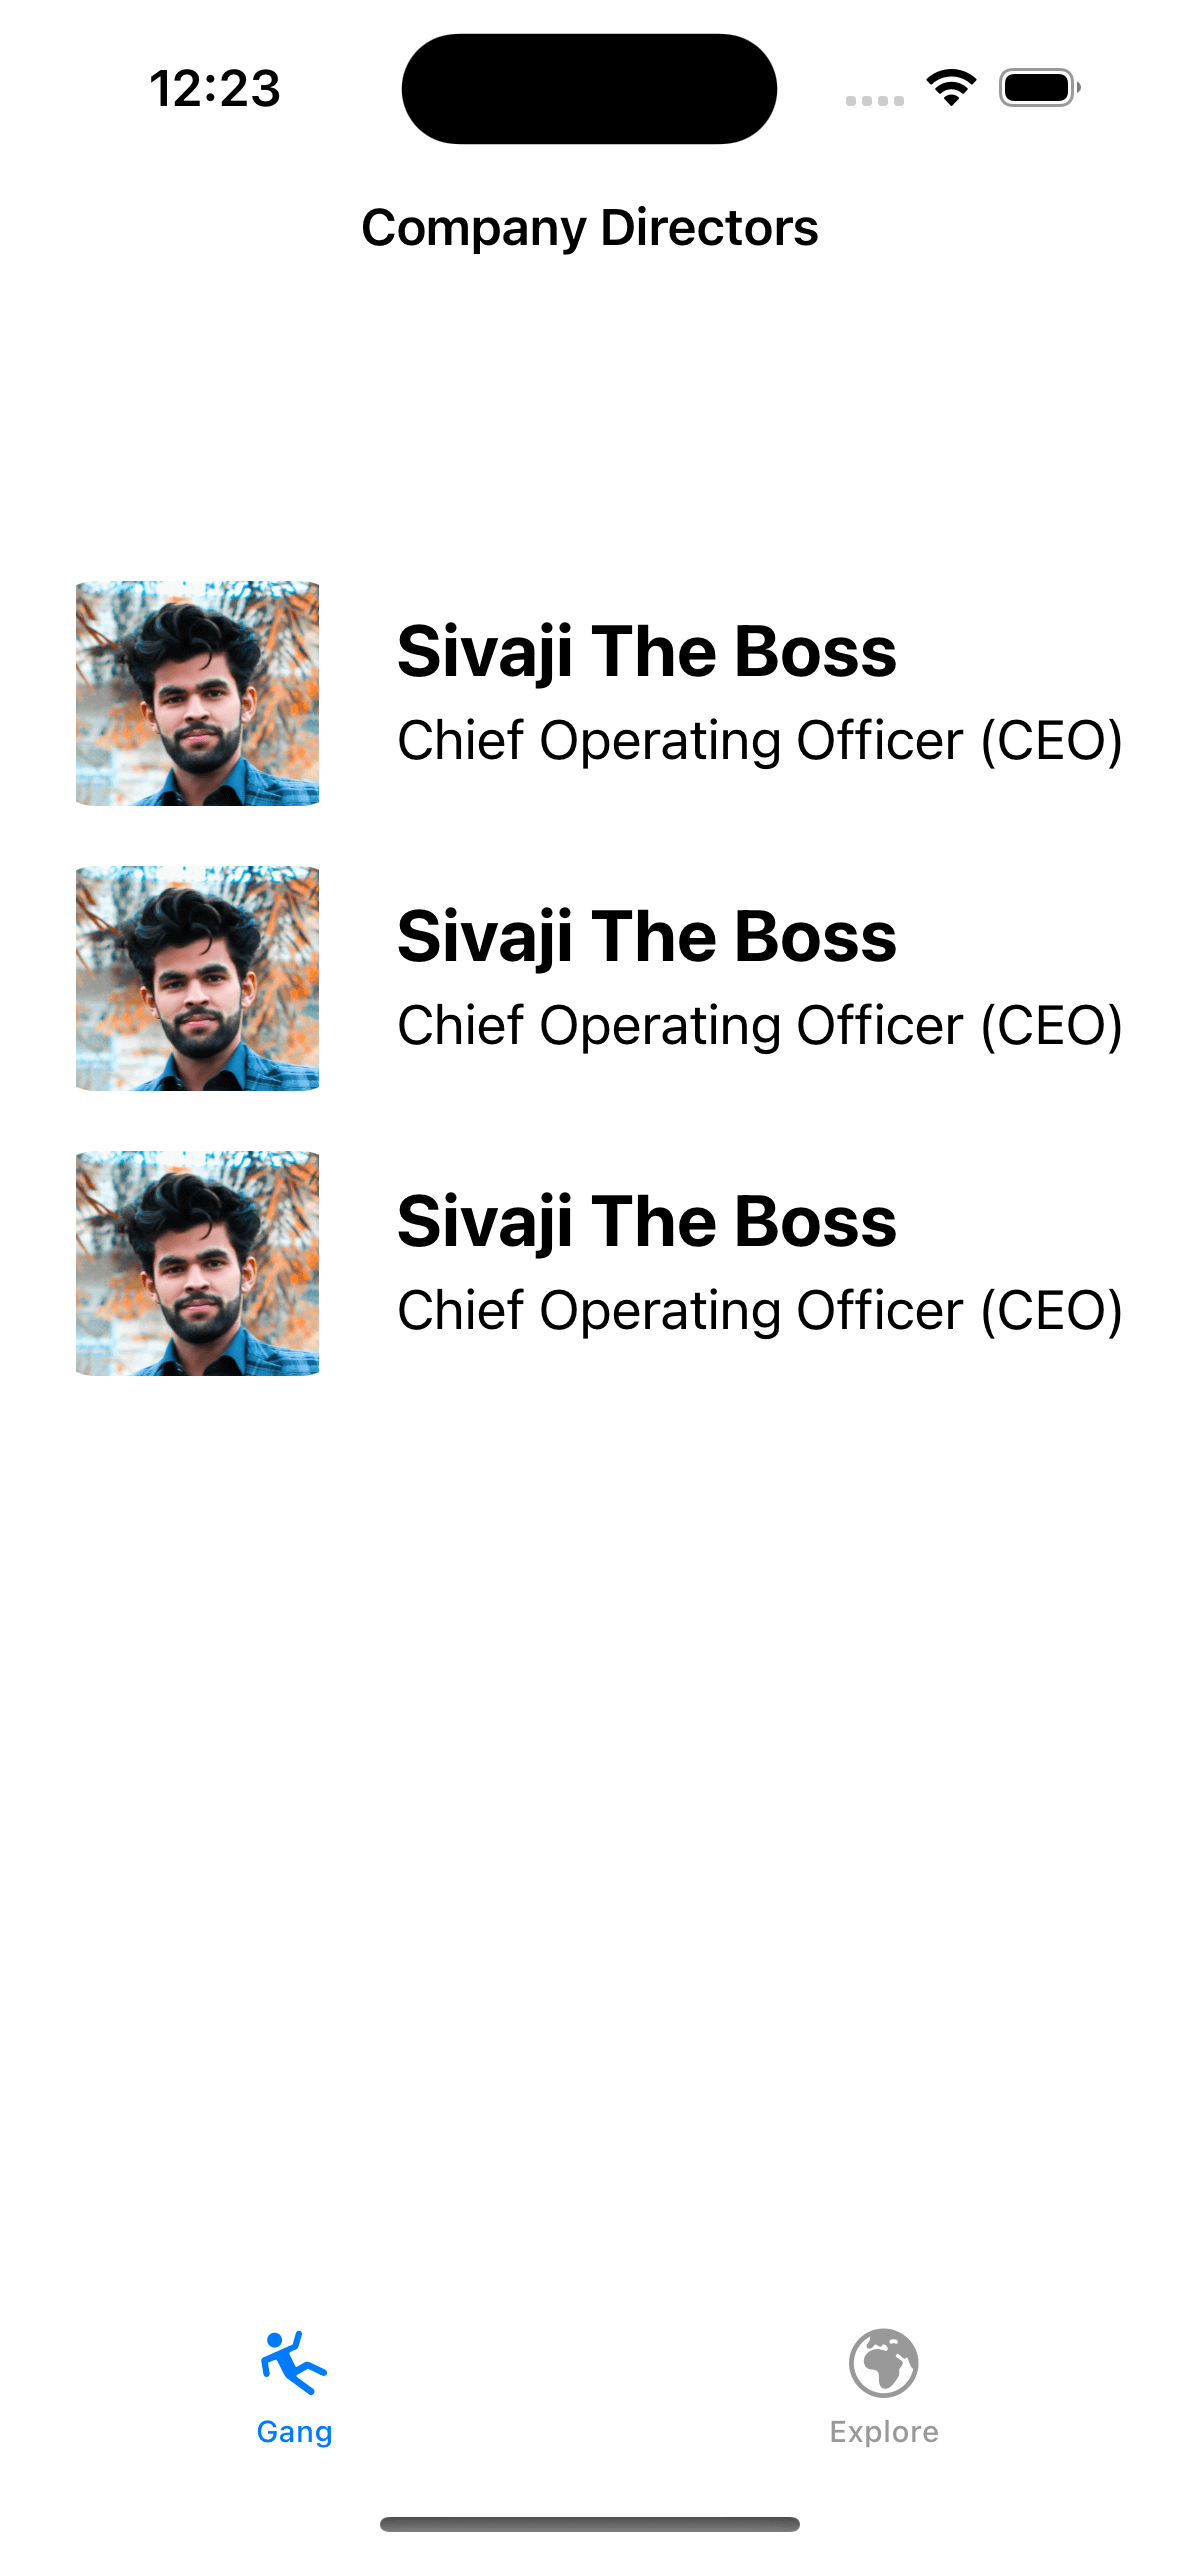 12:23
Company Directors
Sivaji The Boss
Chief Operating Officer (CEO)
Sivaji The Boss
Chief Operating Officer (CEO)
Sivaji The Boss
Chief Operating Officer (CEO)
Gang
Explore